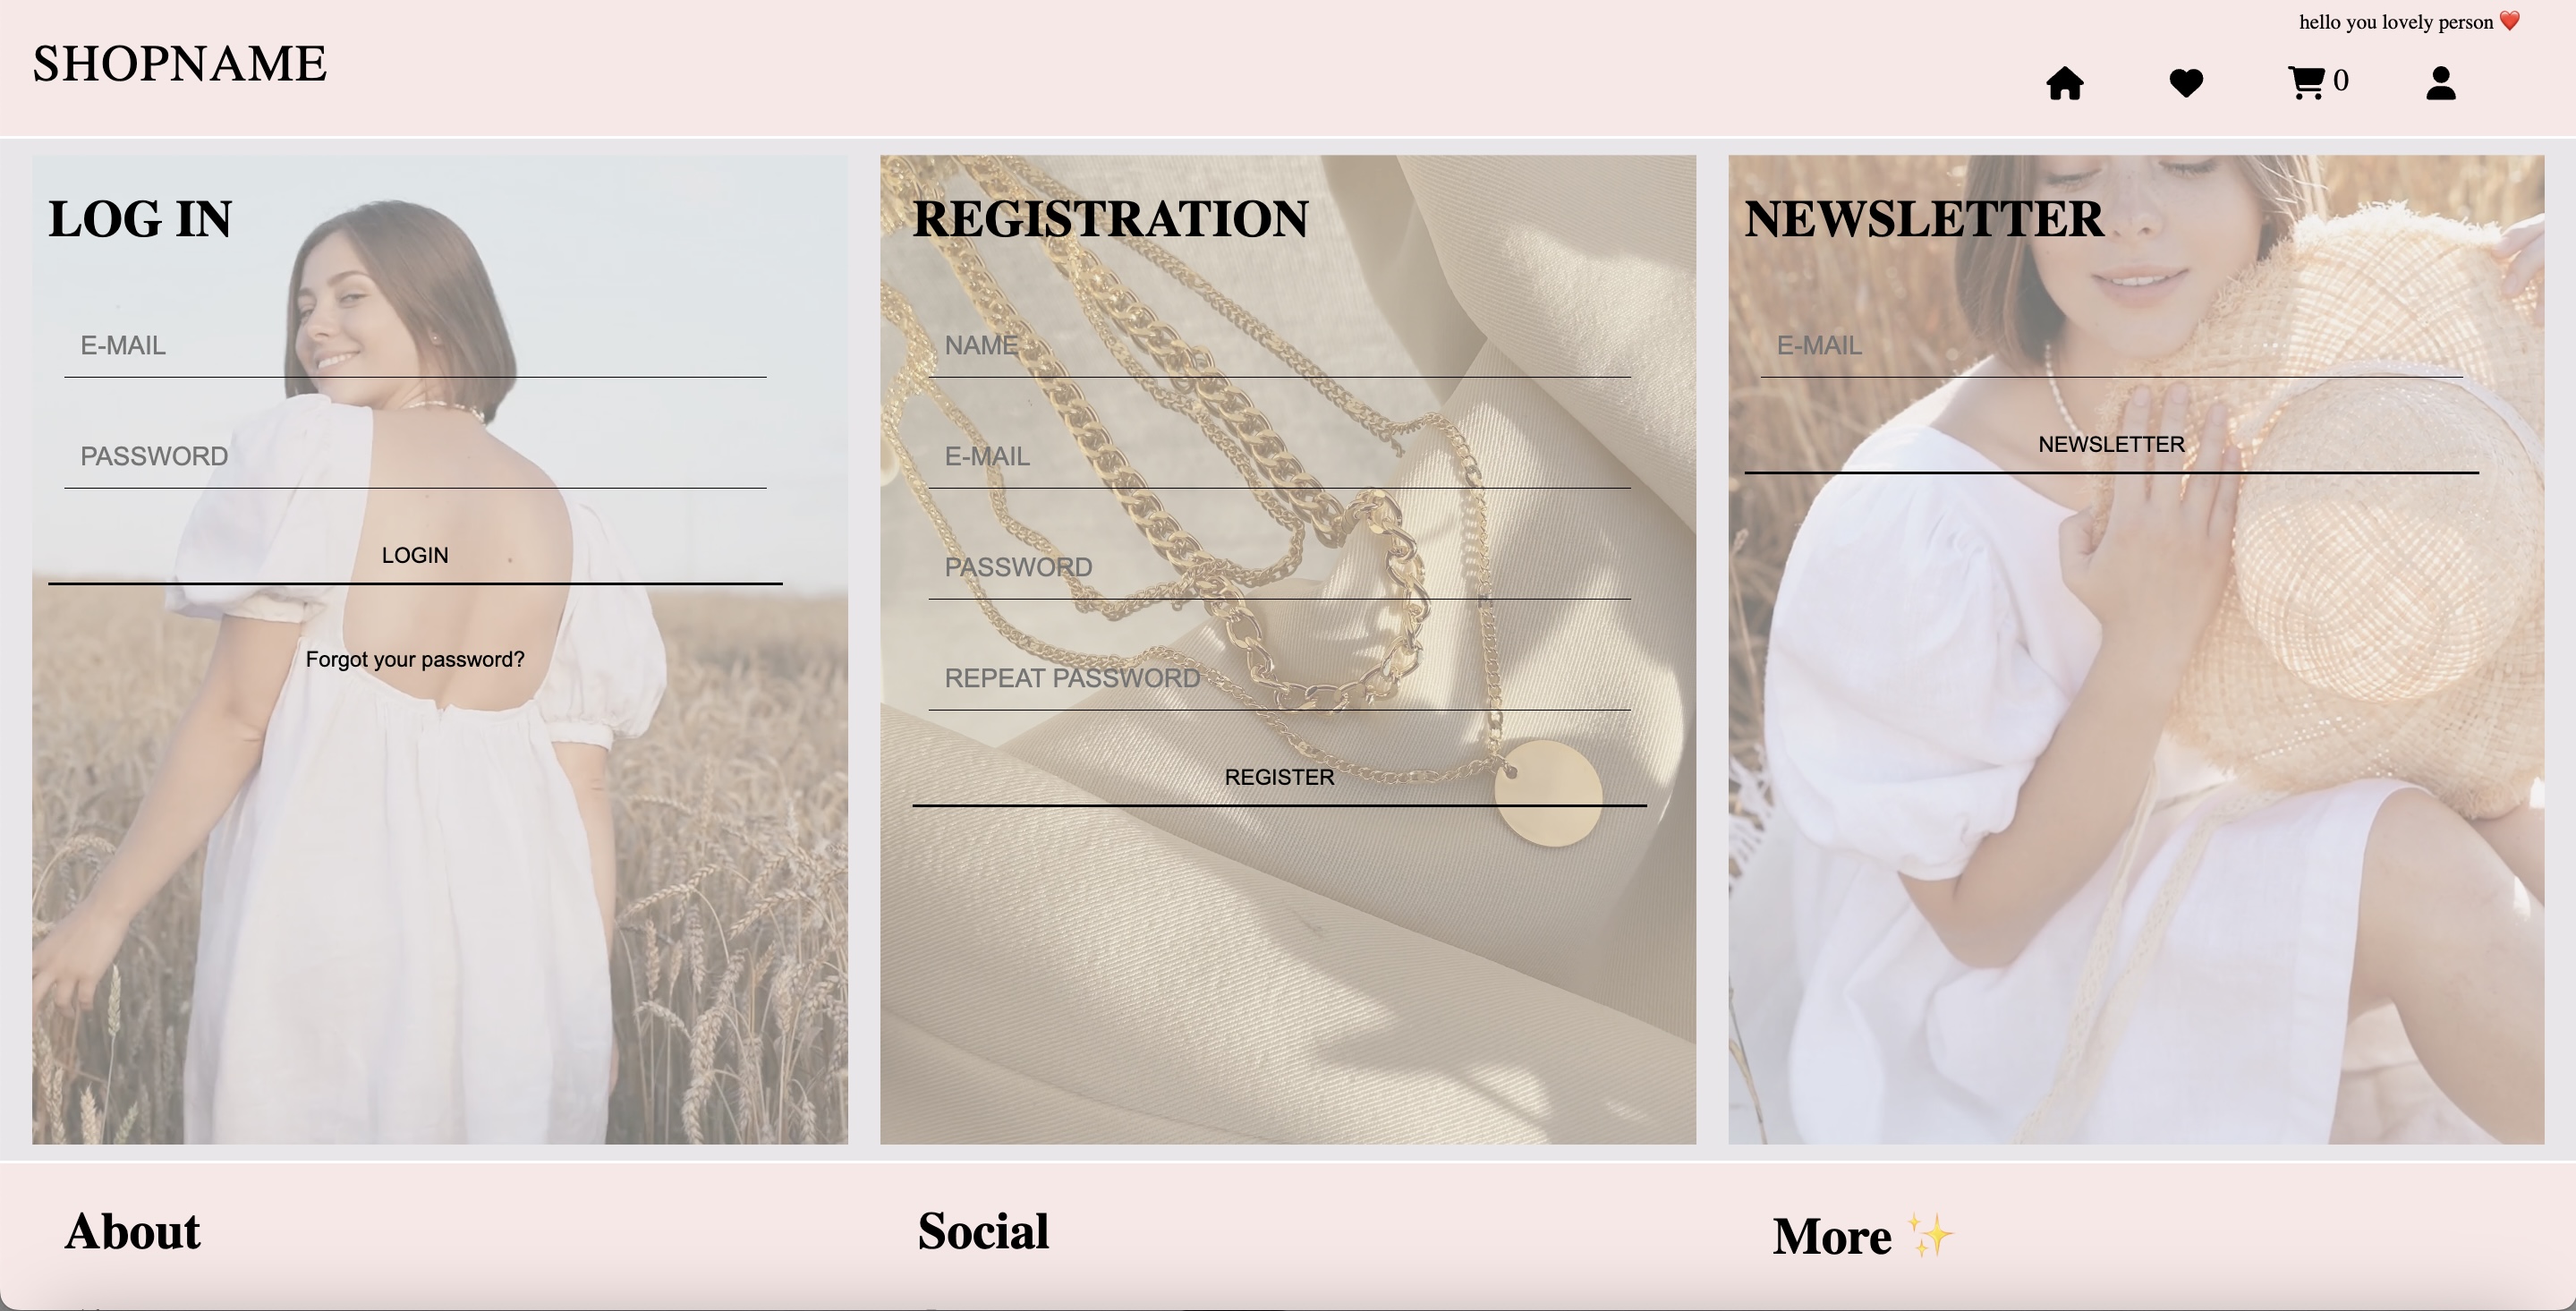 hello you lovely person ❤️
SHOPNAME
0
LOG IN
E-MAIL
PASSWORD
LOGIN
Forgot your password?
REGISTRATION
NAME
E-MAIL
PASSWORD
REPEAT PASSWORD
REGISTER
NEWSLETTER
E-MAIL
NEWSLETTER
About
Social
More ✨